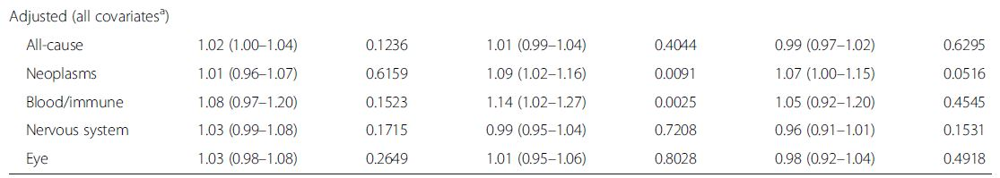 Adjusted (all covariatesª)
All-cause 1.02 (1.00–1.04) 0.1236 1.01 (0.99–1.04) 0.4044 0.99 (0.97–1.02) 0.6295
Neoplasms 1.01 (0.96–1.07) 0.6159 1.09 (1.02–1.16) 0.0091 1.07 (1.00–1.15) 0.0516
Blood/immune 1.08 (0.97–1.20) 0.1523 1.14 (1.02–1.27) 0.0025 1.05 (0.92–1.20) 0.4545
Nervous system 1.03 (0.99–1.08) 0.1715 0.99 (0.95–1.04) 0.7208 0.96 (0.91–1.01) 0.1531
Eye 1.03 (0.98–1.08) 0.2649 1.01 (0.95–1.06) 0.8028 0.98 (0.92–1.04) 0.4918